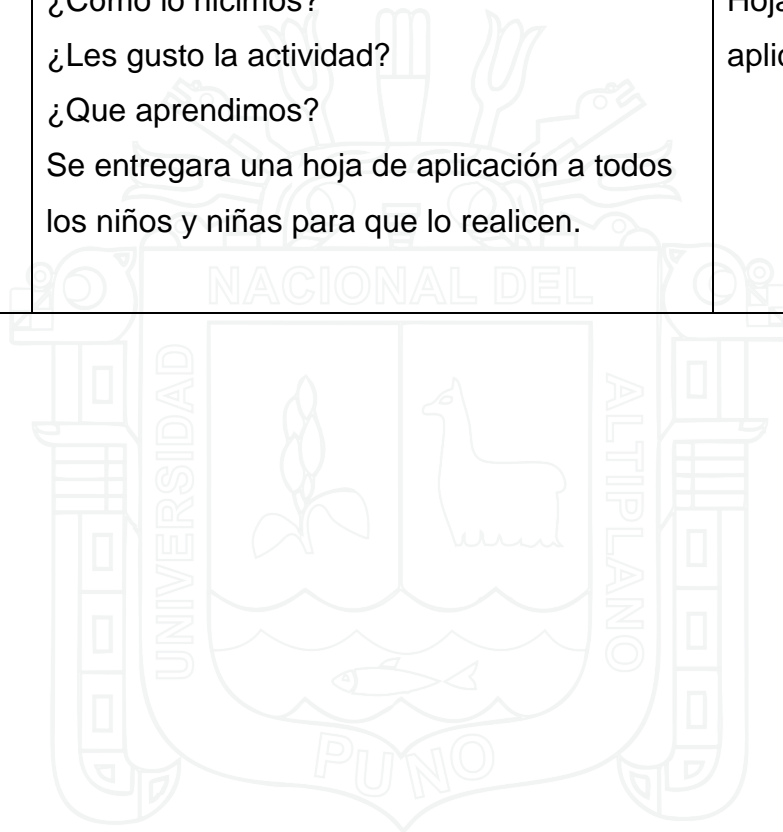 ¿Como lo hicimos?
¿Les gusto la actividad?
¿Que aprendimos?
Se entregara una hoja de aplicación a todos
los niños y niñas para que lo realicen.
NACIONAL DEL
UNIVERSIDAD
ALTIPLANO
PUNO